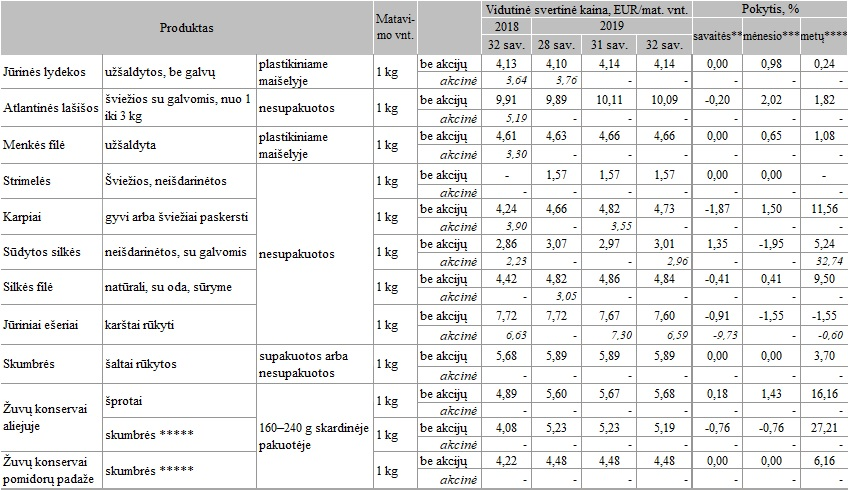 Produktas Matavi- Vidutinė svertinė kaina, EUR/mat. vnt. Pokytis, %
mo vnt. 2018 2019 savaitės** mėnesio*** metų****
32 sav. 28 sav. 31 sav. 32 sav.
Jūrinės lydekos užšaldytos, be galvų plastikiniame maišelyje 1 kg be akcijų 4,13 4,10 4,14 4,14 0,00 0,98 0,24
akcinė 3,64 3,76 - - - - -
Atlantinės lašišos šviežios su galvomis, nuo 1 iki 3 kg nesupakuotos 1 kg be akcijų 9,91 9,89 10,11 10,09 -0,20 2,02 1,82
akcinė 5,19 - - - - - -
Menkės filė užšaldyta plastikiniame maišelyje 1 kg be akcijų 4,61 4,63 4,66 4,66 0,00 0,65 1,08
akcinė 3,30 - - - - - -
Strimelės Šviežios, neišdarinėtos nesupakuotos 1 kg be akcijų - 1,57 1,57 1,57 0,00 0,00 -
akcinė - - - - - - -
Karpiai gyvi arba šviežiai paskersti 1 kg be akcijų 4,24 4,66 4,82 4,73 -1,87 1,50 11,56
akcinė 3,90 - 3,55 - - - -
Sūdytos silkės neišdarinėtos, su galvomis 1 kg be akcijų 2,86 3,07 2,97 3,01 1,35 -1,95 5,24
akcinė 2,23 - - 2,96 - - 32,74
Silkės filė natūrali, su oda, sūryme 1 kg be akcijų 4,42 4,82 4,86 4,84 -0,41 0,41 9,50
akcinė - 3,05 - - - - -
Jūriniai ešeriai karštai rūkyti 1 kg be akcijų 7,72 7,72 7,67 7,60 -0,91 -1,55 -1,55
akcinė 6,63 - 7,30 6,59 -9,73 - -0,60
Skumbrės šaltai rūkytos supakuotos arba nesupakuotos 1 kg be akcijų 5,68 5,89 5,89 5,89 0,00 0,00 3,70
akcinė - - - - - - -
Žuvų konservai aliejuje šprotai 160–240 g skardinėje pakuotėje 1 kg be akcijų 4,89 5,60 5,67 5,68 0,18 1,43 16,16
akcinė - - - - - - -
skumbrės ***** 1 kg be akcijų 4,08 5,23 5,23 5,19 -0,76 -0,76 27,21
akcinė - - - - - - -
Žuvų konservai pomidorų padaže skumbrės ***** 1 kg be akcijų 4,22 4,48 4,48 4,48 0,00 0,00 6,16
akcinė - - - - - - -